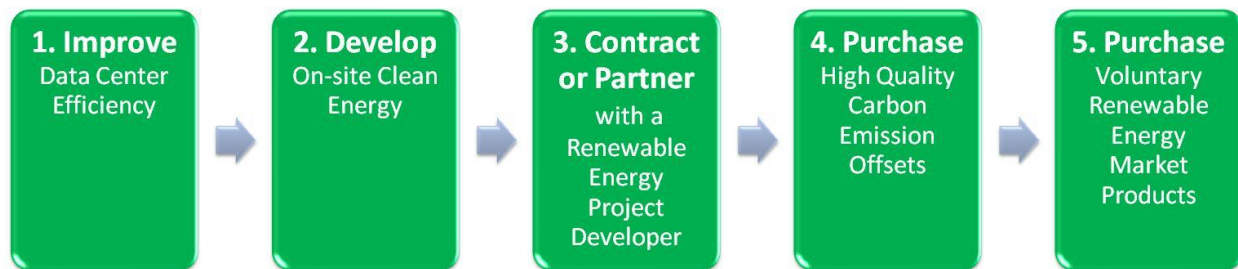 1. Improve
Data Center
Efficiency
2. Develop
On-site Clean
Energy
3. Contract
or Partner
with a
Renewable
Energy
Project
Developer
4. Purchase
High Quality
Carbon
Emission
Offsets
5. Purchase
Voluntary
Renewable
Energy
Market
Products